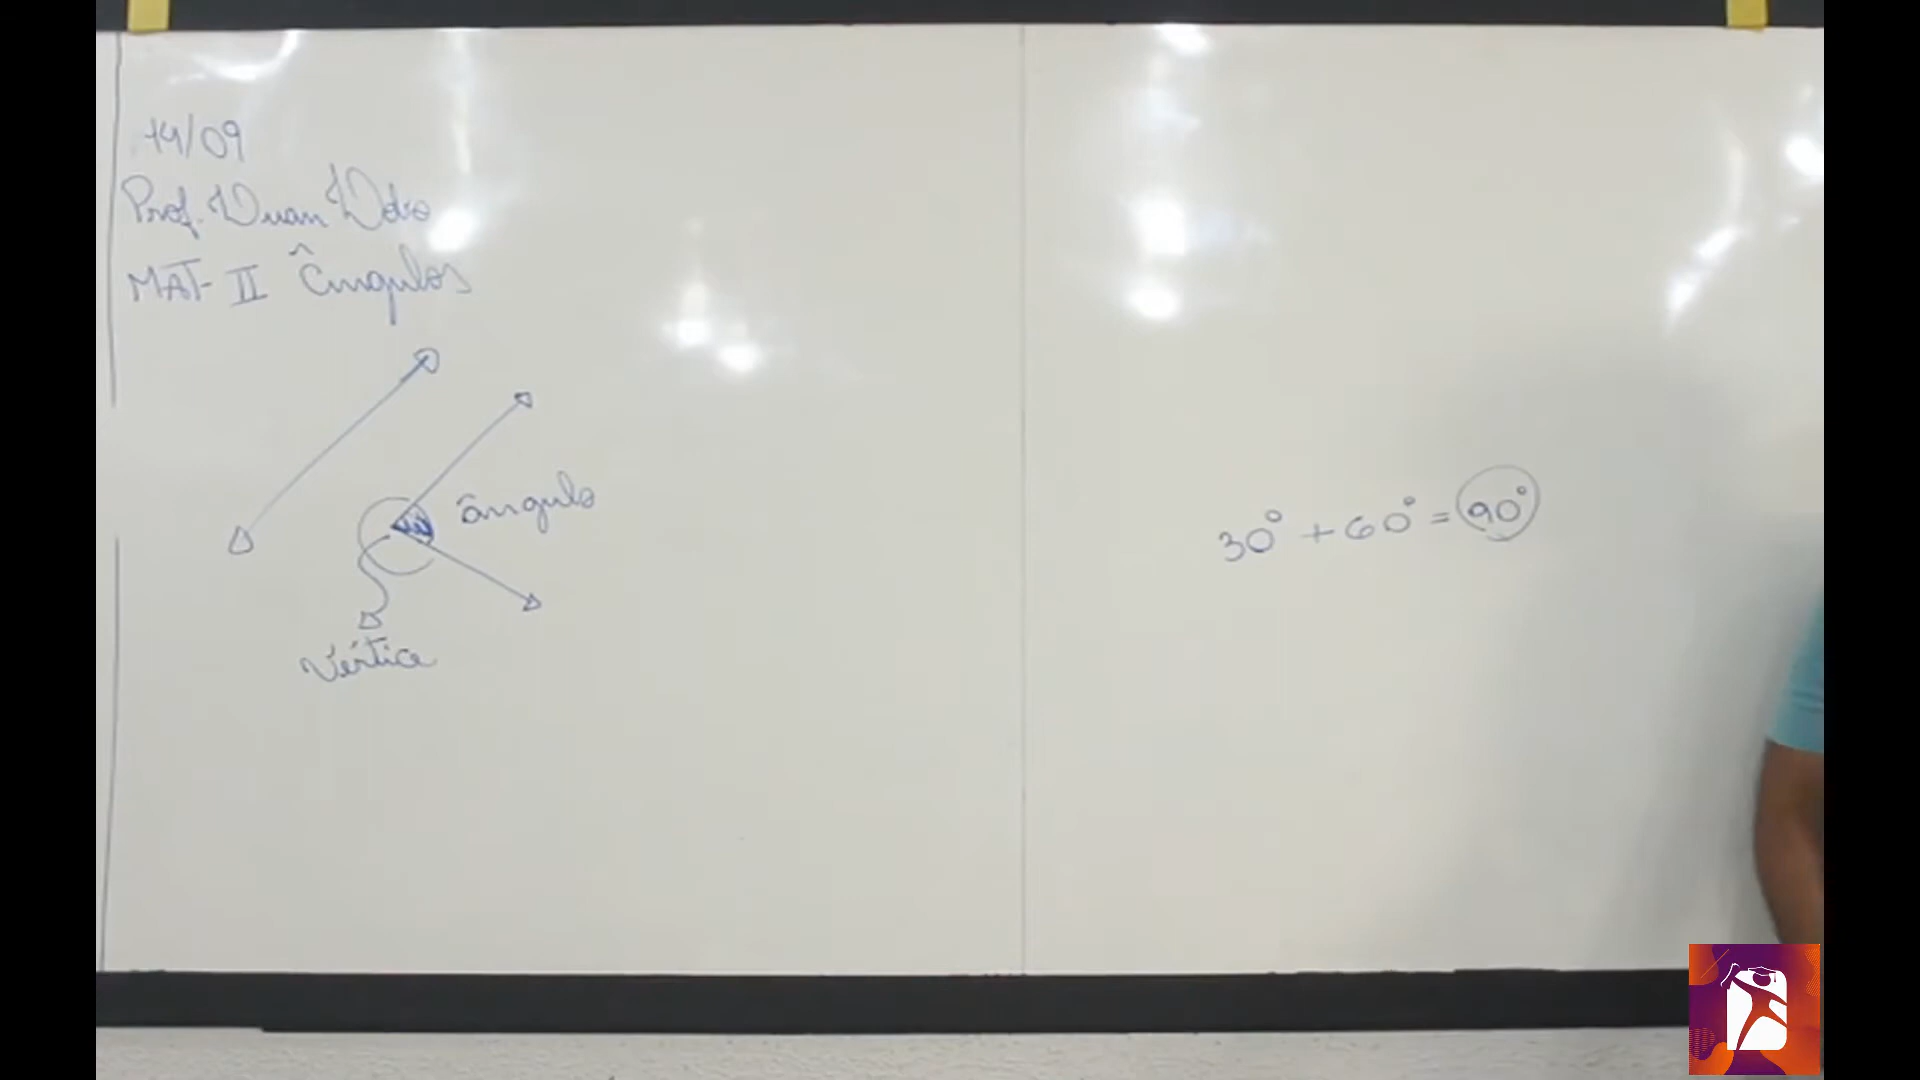 14/09
Prof.
MAT- II Ângulos
ângulo
Vértice
30° + 60° = 90°